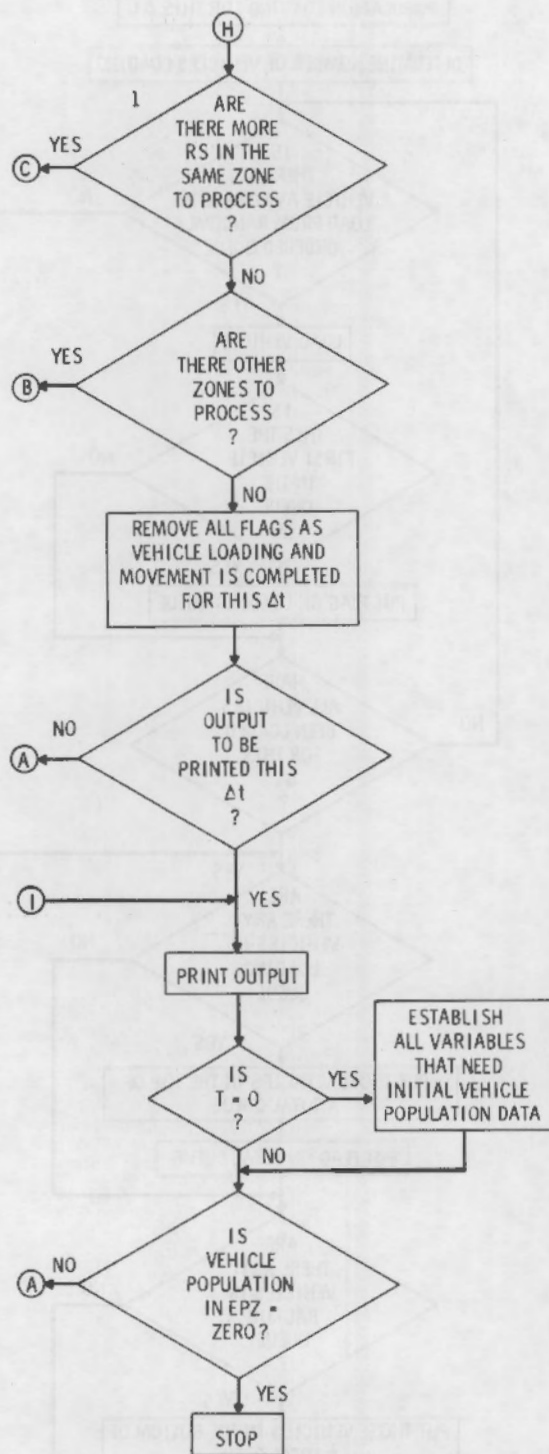 H
1
ARE
THERE MORE
RS IN THE
SAME ZONE
TO PROCESS
?
YES
C
NO
ARE
THERE OTHER
ZONES TO
PROCESS
?
YES
B
NO
REMOVE ALL FLAGS AS
VEHICLE LOADING AND
MOVEMENT IS COMPLETED
FOR THIS Δt
IS
OUTPUT
TO BE
PRINTED THIS
Δt
?
NO
A
I
YES
PRINT OUTPUT
IS
T = 0
?
YES
ESTABLISH
ALL VARIABLES
THAT NEED
INITIAL VEHICLE
POPULATION DATA
NO
IS
VEHICLE
POPULATION
IN EPZ =
ZERO?
NO
A
YES
STOP